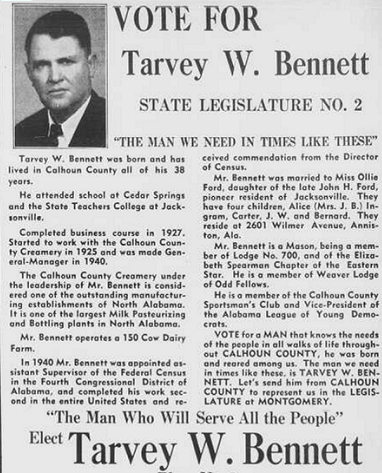 VOTE FOR
Tarvey W. Bennett
STATE LEGISLATURE NO. 2
"THE MAN WE NEED IN TIMES LIKE THESE"
Tarvey W. Bennett was born and has
lived in Calhoun County all of his 38
years.
He attended school at Cedar Springs
and the State Teachers College at Jack-
sonville.
Completed business course in 1927.
Started to work with the Calhoun Coun-
ty Creamery in 1925 and was made Gen-
eral-Manager in 1940.
The Calhoun County Creamery under
the leadership of Mr. Bennett is consid-
ered one of the outstanding manufactur-
ing establishments of North Alabama.
It is one of the largest Milk Pasteurizing
and Bottling plants in North Alabama.
Mr. Bennett operates a 150 Cow Dairy
Farm.
In 1940 Mr. Bennett was appointed as-
sistant Supervisor of the Federal Census
in the Fourth Congressional District of
Alabama, and completed his work sec-
ond in the entire United States and re-
ceived commendation from the Director
of Census.
Mr. Bennett was married to Miss Ollie
Ford, daughter of the late John H. Ford,
pioneer resident of Jacksonville. They
have four children, Alice (Mrs. J. B.) In-
gram, Carter, J. W. and Bernard. They
reside at 2601 Wilmer Avenue, Annis-
ton, Ala.
Mr. Bennett is a Mason, being a mem-
ber of Lodge No. 700, and of the Eliza-
beth Spearman Chapter of the Eastern
Star. He is a member of Weaver Lodge
of Odd Fellows.
He is a member of the Calhoun County
Sportsman's Club and Vice-President of
the Alabama League of Young Demo-
crats.
VOTE for a MAN that knows the needs
of the people in all walks of life through-
out CALHOUN COUNTY, he was born
and reared among us. The man we need
in times like these, is TARVEY W. BEN-
NETT. Let's send him from CALHOUN
COUNTY to represent us in the LEGIS-
LATURE at MONTGOMERY.
"The Man Who Will Serve All the People"
Elect Tarvey W. Bennett